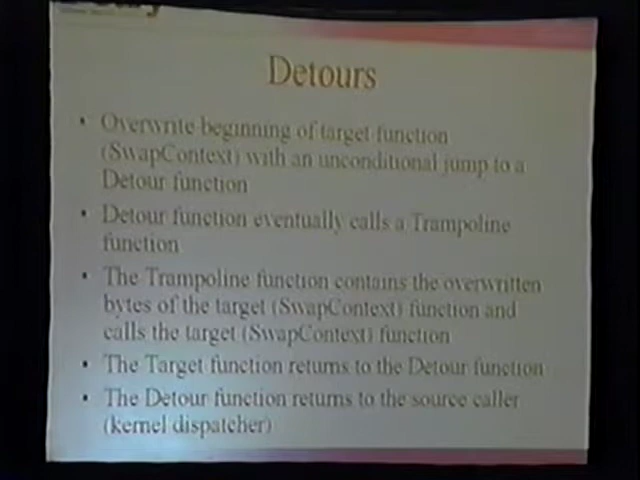 Detours
• Overwrite beginning of target function
(SwapContext) with an unconditional jump to a
Detour function
• Detour function eventually calls a Trampoline
function
• The Trampoline function contains the overwritten
bytes of the target (SwapContext) function and
calls the target (SwapContext) function
• The Target function returns to the Detour function
• The Detour function returns to the source caller
(kernel dispatcher)